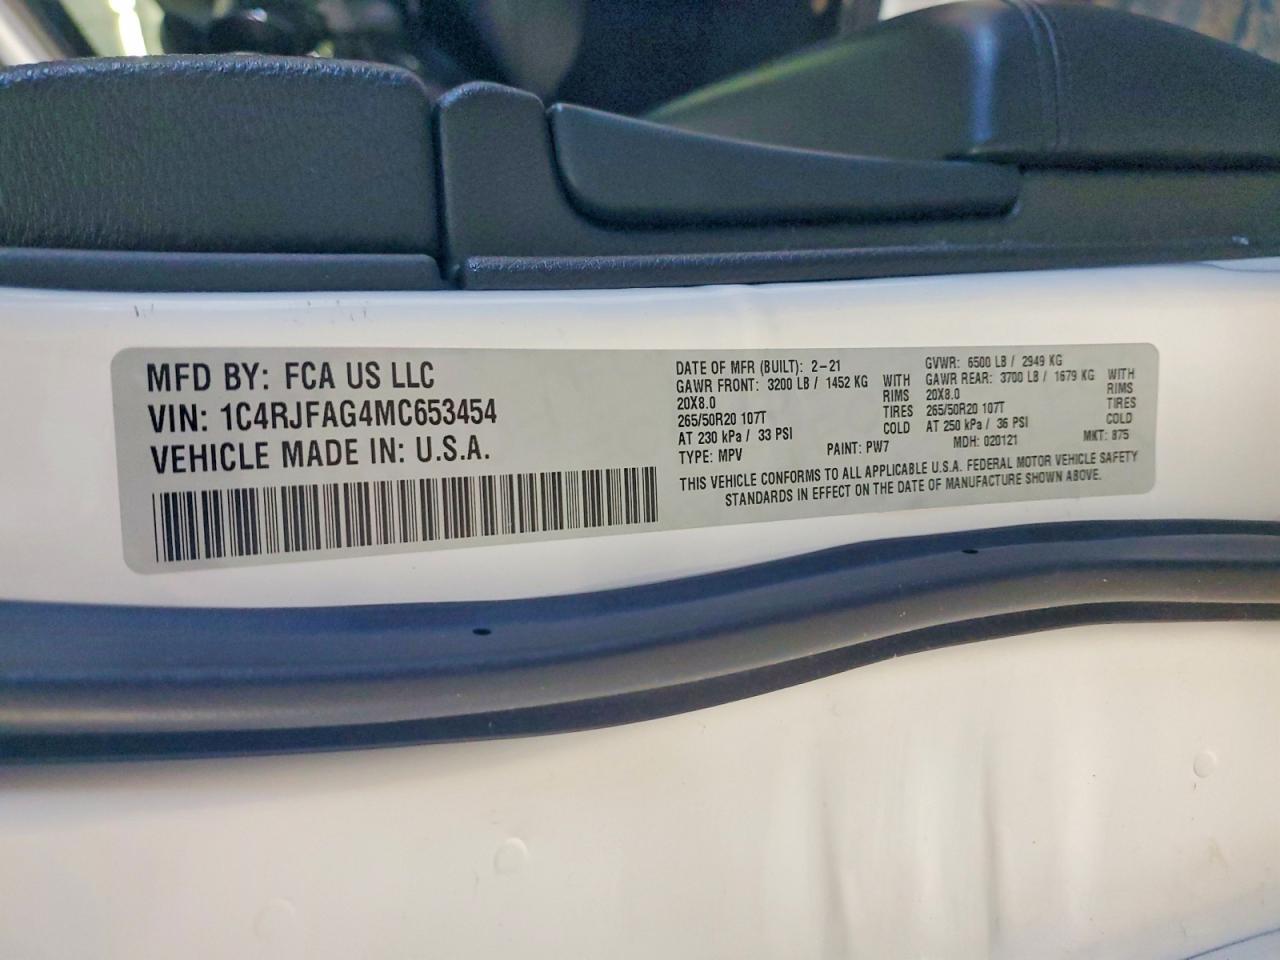 MFD BY: FCA US LLC
VIN: 1C4RJFAG4MC653454
VEHICLE MADE IN: U.S.A.
DATE OF MFR (BUILT): 2-21
GAWR FRONT: 3200 LB / 1452 KG WITH
20X8.0 RIMS
265/50R20 107T TIRES
AT 230 kPa / 33 PSI COLD
TYPE: MPV PAINT: PW7
GVWR: 6500 LB / 2949 KG
GAWR REAR: 3700 LB / 1679 KG WITH
20X8.0 RIMS
265/50R20 107T TIRES
AT 250 kPa / 36 PSI COLD
MDH: 020121 MKT: 875
THIS VEHICLE CONFORMS TO ALL APPLICABLE U.S.A. FEDERAL MOTOR VEHICLE SAFETY
STANDARDS IN EFFECT ON THE DATE OF MANUFACTURE SHOWN ABOVE.